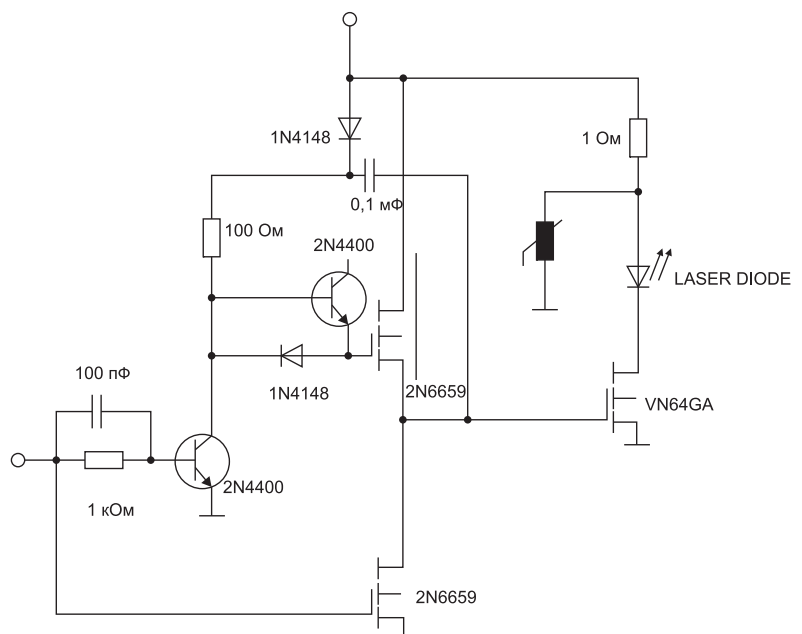 1N4148
1 Ом
0,1 мФ
100 Ом
2N4400
LASER DIODE
1N4148
2N6659
100 пФ
VN64GA
2N4400
1 кОм
2N6659